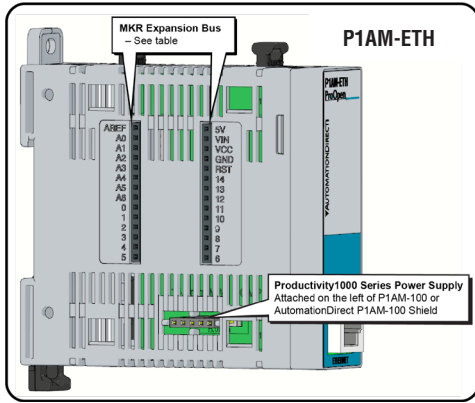 MKR Expansion Bus
– See table
P1AM-ETH
P1AM-ETH
ProOpen
AUTOMATIONDIRECT
AREF
A0
A1
A2
A3
A4
A5
A6
0
1
2
3
4
5
5V
VIN
VCC
GND
RST
14
13
12
11
10
9
8
7
6
Productivity1000 Series Power Supply
Attached on the left of P1AM-100 or
AutomationDirect P1AM-100 Shield
ETHERNET